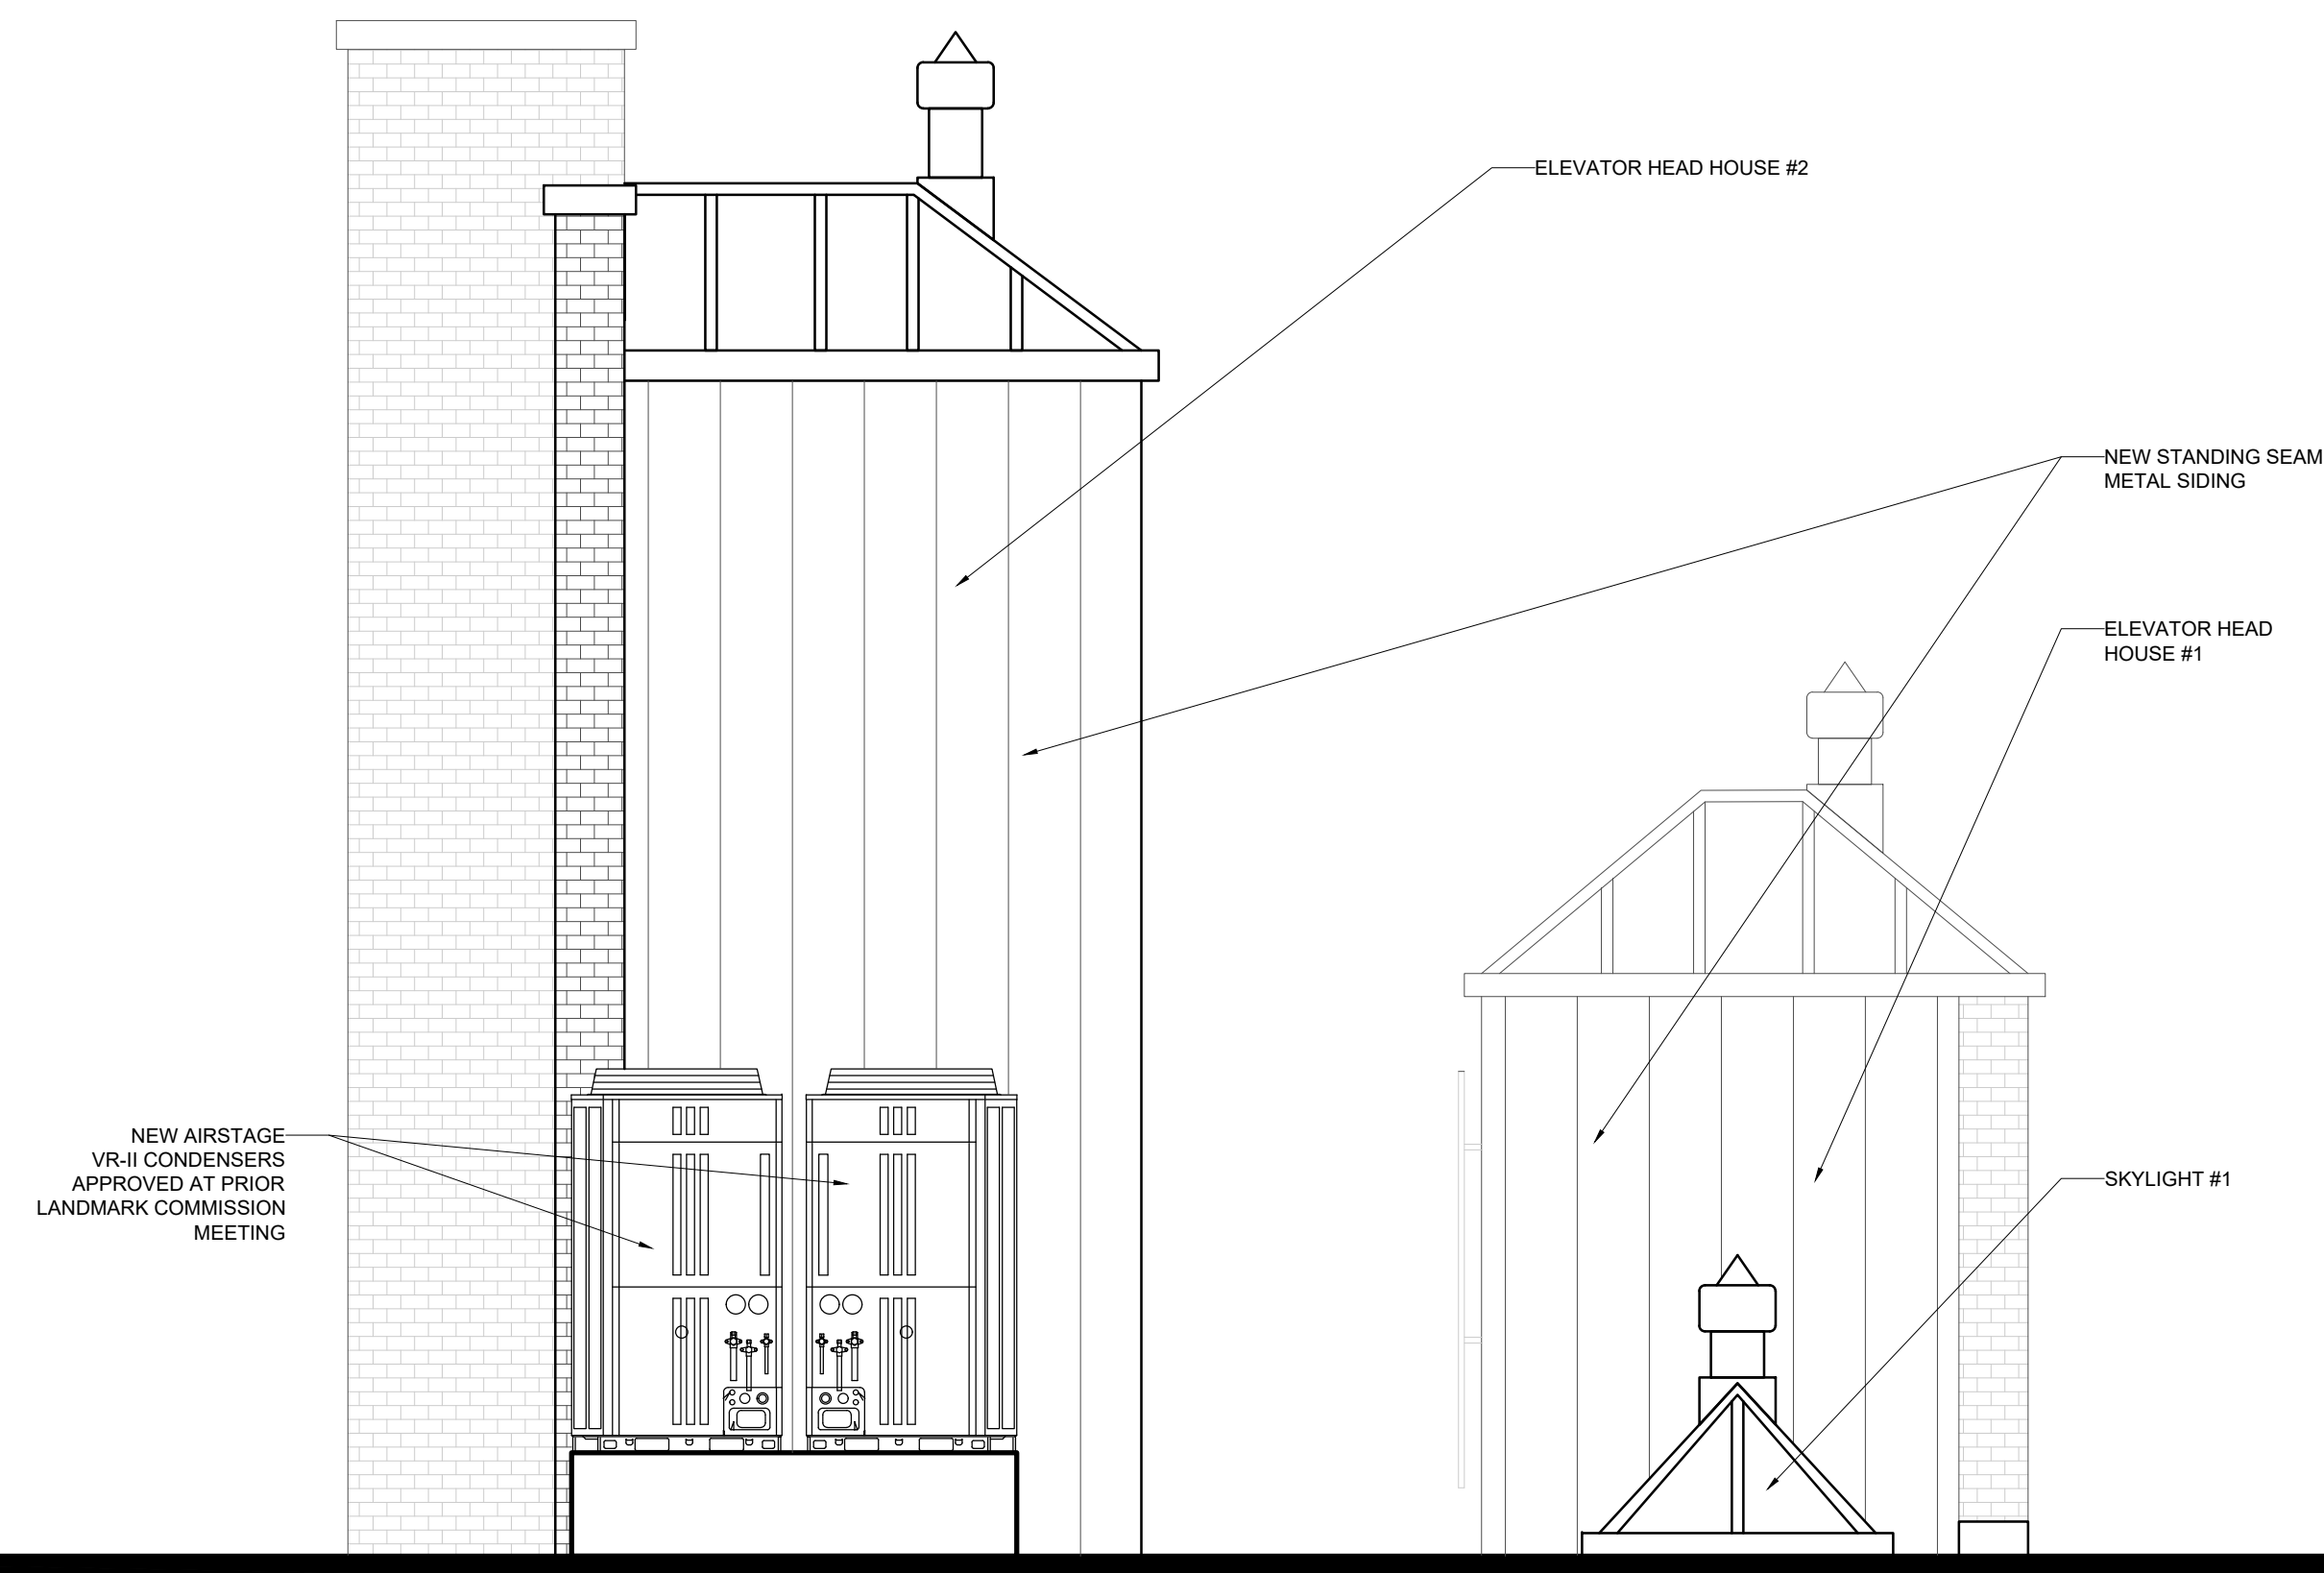 ELEVATOR HEAD HOUSE #2
NEW STANDING SEAM
METAL SIDING
ELEVATOR HEAD
HOUSE #1
NEW AIRSTAGE
VR-II CONDENSERS
APPROVED AT PRIOR
LANDMARK COMMISSION
MEETING
SKYLIGHT #1